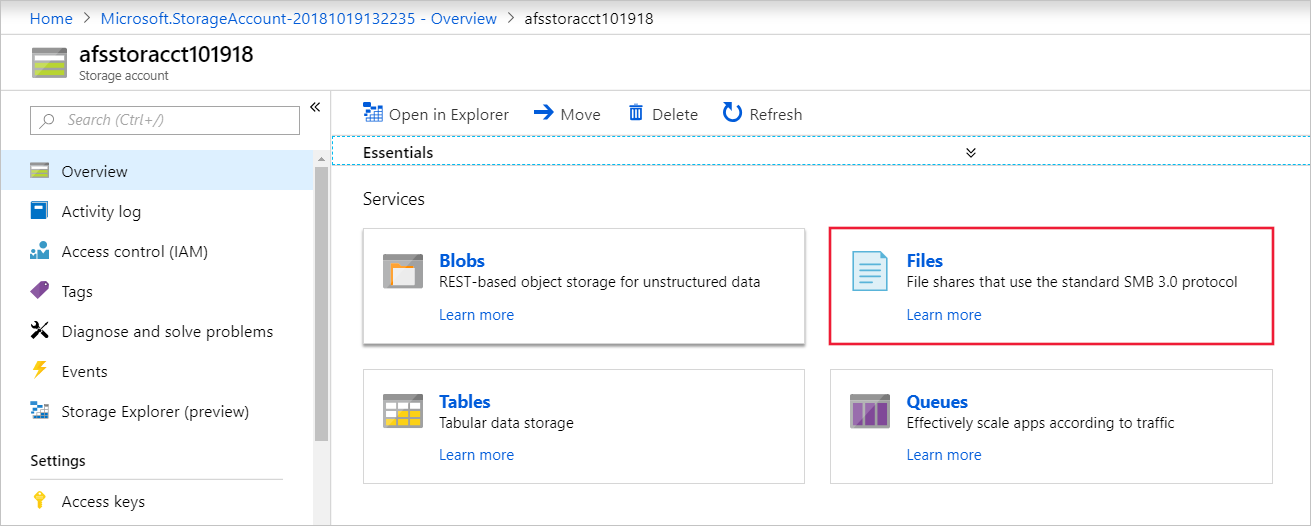 Home > Microsoft.StorageAccount-20181019132235 - Overview > afsstoracct101918
afsstoracct101918
Storage account
Search (Ctrl+/)
Overview
Activity log
Access control (IAM)
Tags
Diagnose and solve problems
Events
Storage Explorer (preview)
Settings
Access keys
Open in Explorer Move Delete Refresh
Essentials
Services
Blobs
REST-based object storage for unstructured data
Learn more
Files
File shares that use the standard SMB 3.0 protocol
Learn more
Tables
Tabular data storage
Learn more
Queues
Effectively scale apps according to traffic
Learn more